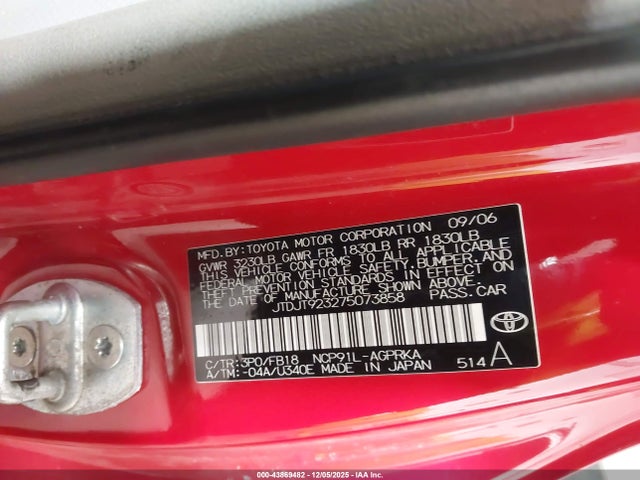 MFD. BY: TOYOTA MOTOR CORPORATION 09/06
GVWR 3230LB GAWR FR 1830LB RR 1830LB
THIS VEHICLE CONFORMS TO ALL APPLICABLE
FEDERAL MOTOR VEHICLE SAFETY, BUMPER, AND
THEFT PREVENTION STANDARDS IN EFFECT ON
THE DATE OF MANUFACTURE SHOWN ABOVE.
JTDJT923275073858 PASS.CAR
C/TR: 3P0/FB18 NCP91L-AGPRKA
A/TM: -04A/U340E MADE IN JAPAN 514 A
000-43869482 - 12/05/2025 - IAA Inc.